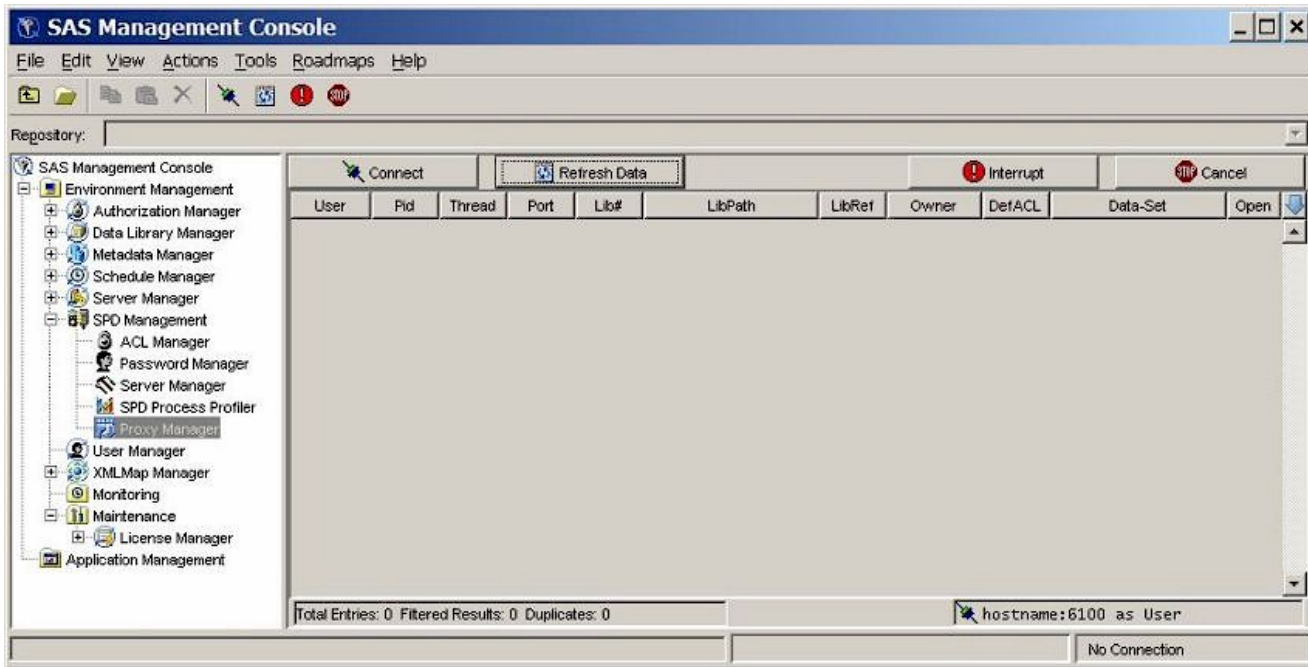 SAS Management Console
File Edit View Actions Tools Roadmaps Help
STOP
Repository:
SAS Management Console
Environment Management
Authorization Manager
Data Library Manager
Metadata Manager
Schedule Manager
Server Manager
SPD Management
ACL Manager
Password Manager
Server Manager
SPD Process Profiler
Proxy Manager
User Manager
XMLMap Manager
Monitoring
Maintenance
License Manager
Application Management
Connect Refresh Data Interrupt STOP Cancel
User Pid Thread Port Lib# LibPath LibRef Owner DefACL Data-Set Open
Total Entries: 0 Filtered Results: 0 Duplicates: 0
hostname:6100 as User
No Connection